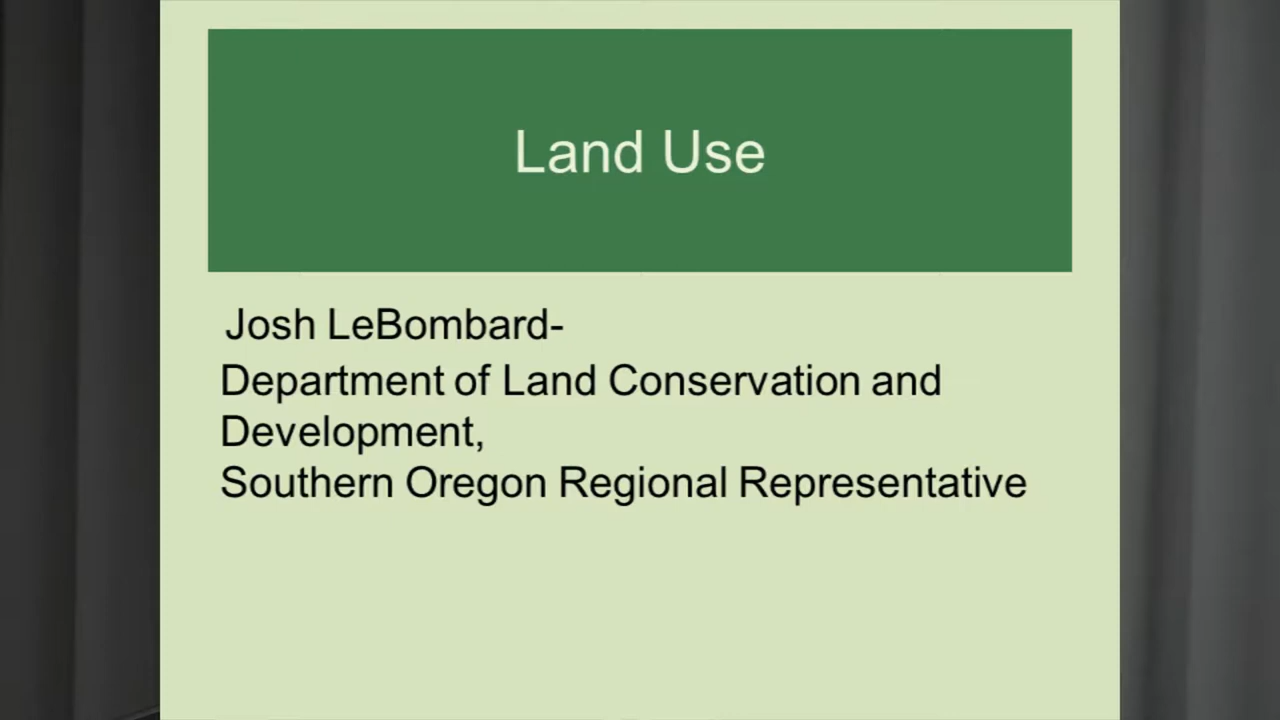 Land Use
Josh LeBombard-
Department of Land Conservation and
Development,
Southern Oregon Regional Representative